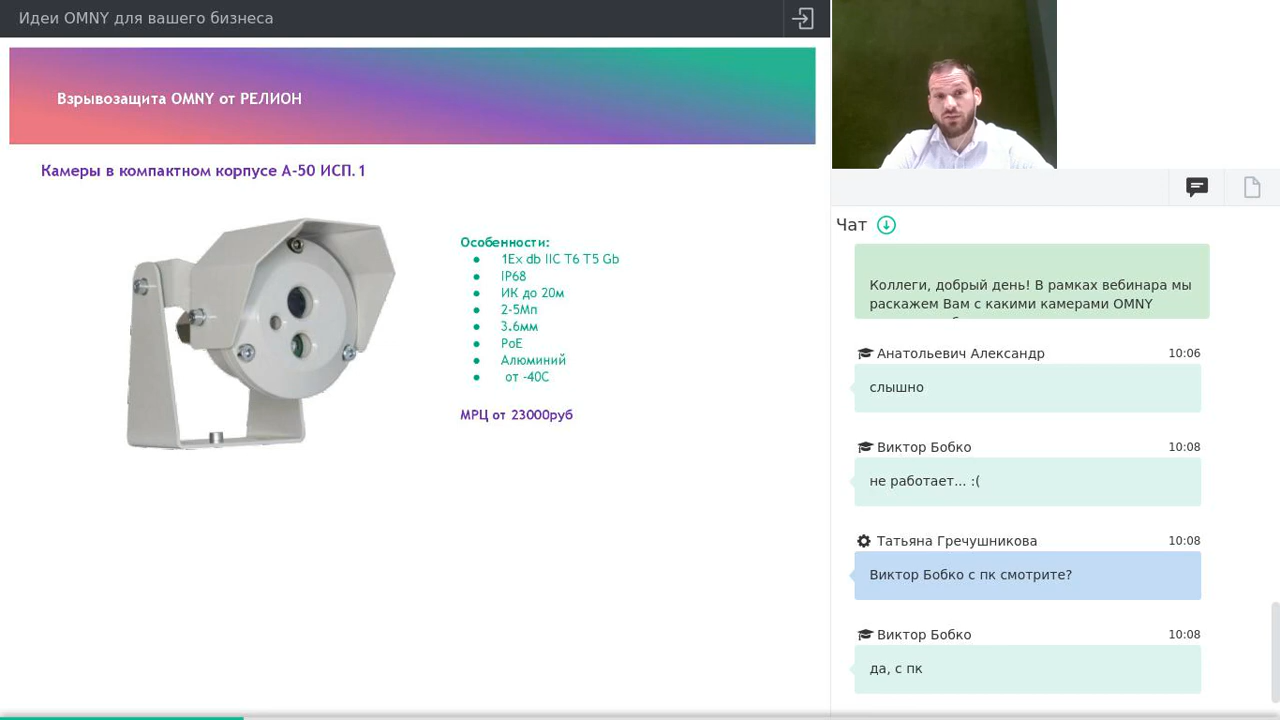 Идеи OMNY для вашего бизнеса
Взрывозащита OMNY от РЕЛИОН
Камеры в компактном корпусе А-50 ИСП.1
Особенности:
● 1Ex db IIC T6 T5 Gb
● IP68
● ИК до 20м
● 2-5Мп
● 3.6мм
● PoE
● Алюминий
● от -40С
МРЦ от 23000руб
Чат
Коллеги, добрый день! В рамках вебинара мы
раскажем Вам с какими камерами OMNY
Анатольевич Александр 10:06
слышно
Виктор Бобко 10:08
не работает... :(
Татьяна Гречушникова 10:08
Виктор Бобко с пк смотрите?
Виктор Бобко 10:08
да, с пк